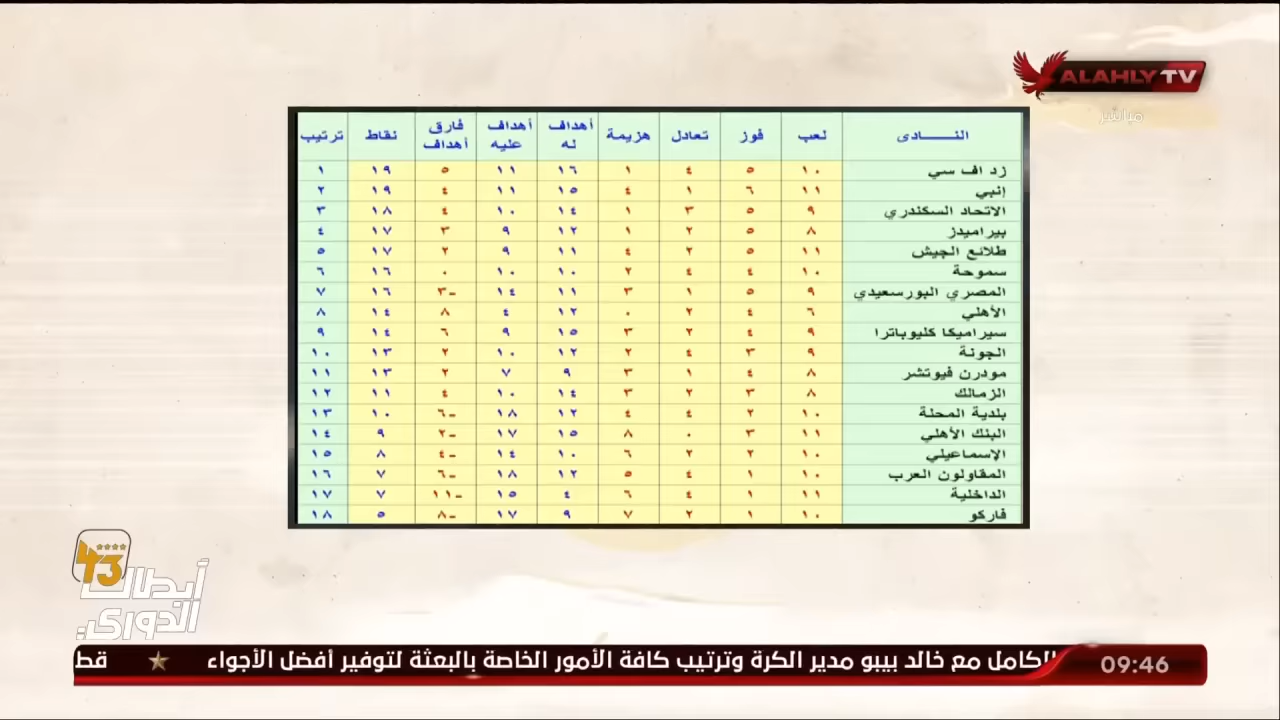 ALAHLY TV
مباشر
النـــــادى لعب فوز تعادل هزيمة أهداف له أهداف عليه فارق أهداف نقاط ترتيب
زد اف سي ١٠ ٥ ٤ ١ ١٦ ١١ ٥ ١٩ ١
إنبي ١١ ٦ ١ ٤ ١٥ ١١ ٤ ١٩ ٢
الاتحاد السكندري ٩ ٥ ٣ ١ ١٤ ١٠ ٤ ١٨ ٣
بيراميدز ٨ ٥ ٢ ١ ١٢ ٩ ٣ ١٧ ٤
طلائع الجيش ١١ ٥ ٢ ٤ ١١ ٩ ٢ ١٧ ٥
سموحة ١٠ ٤ ٤ ٢ ١٠ ١٠ ٠ ١٦ ٦
المصري البورسعيدي ٩ ٥ ١ ٣ ١١ ١٤ -٣ ١٦ ٧
الأهلي ٦ ٤ ٢ ٠ ١٢ ٤ ٨ ١٤ ٨
سيراميكا كليوباترا ٩ ٤ ٢ ٣ ١٥ ٩ ٦ ١٤ ٩
الجونة ٩ ٣ ٤ ٢ ١٢ ١٠ ٢ ١٣ ١٠
مودرن فيوتشر ٨ ٤ ١ ٣ ٩ ٧ ٢ ١٣ ١١
الزمالك ٨ ٣ ٢ ٣ ١٤ ١٠ ٤ ١١ ١٢
بلدية المحلة ١٠ ٢ ٤ ٤ ١٢ ١٨ -٦ ١٠ ١٣
البنك الأهلي ١١ ٣ ٠ ٨ ١٥ ١٧ -٢ ٩ ١٤
الإسماعيلي ١٠ ٢ ٢ ٦ ١٠ ١٤ -٤ ٨ ١٥
المقاولون العرب ١٠ ١ ٤ ٥ ١٢ ١٨ -٦ ٧ ١٦
الداخلية ١١ ١ ٤ ٦ ٤ ١٥ -١١ ٧ ١٧
فاركو ١٠ ١ ٢ ٧ ٩ ١٧ -٨ ٥ ١٨
43
أبطال
الدوري
09:46 الكامل مع خالد بيبو مدير الكرة وترتيب كافة الأمور الخاصة بالبعثة لتوفير أفضل الأجواء ★ قط